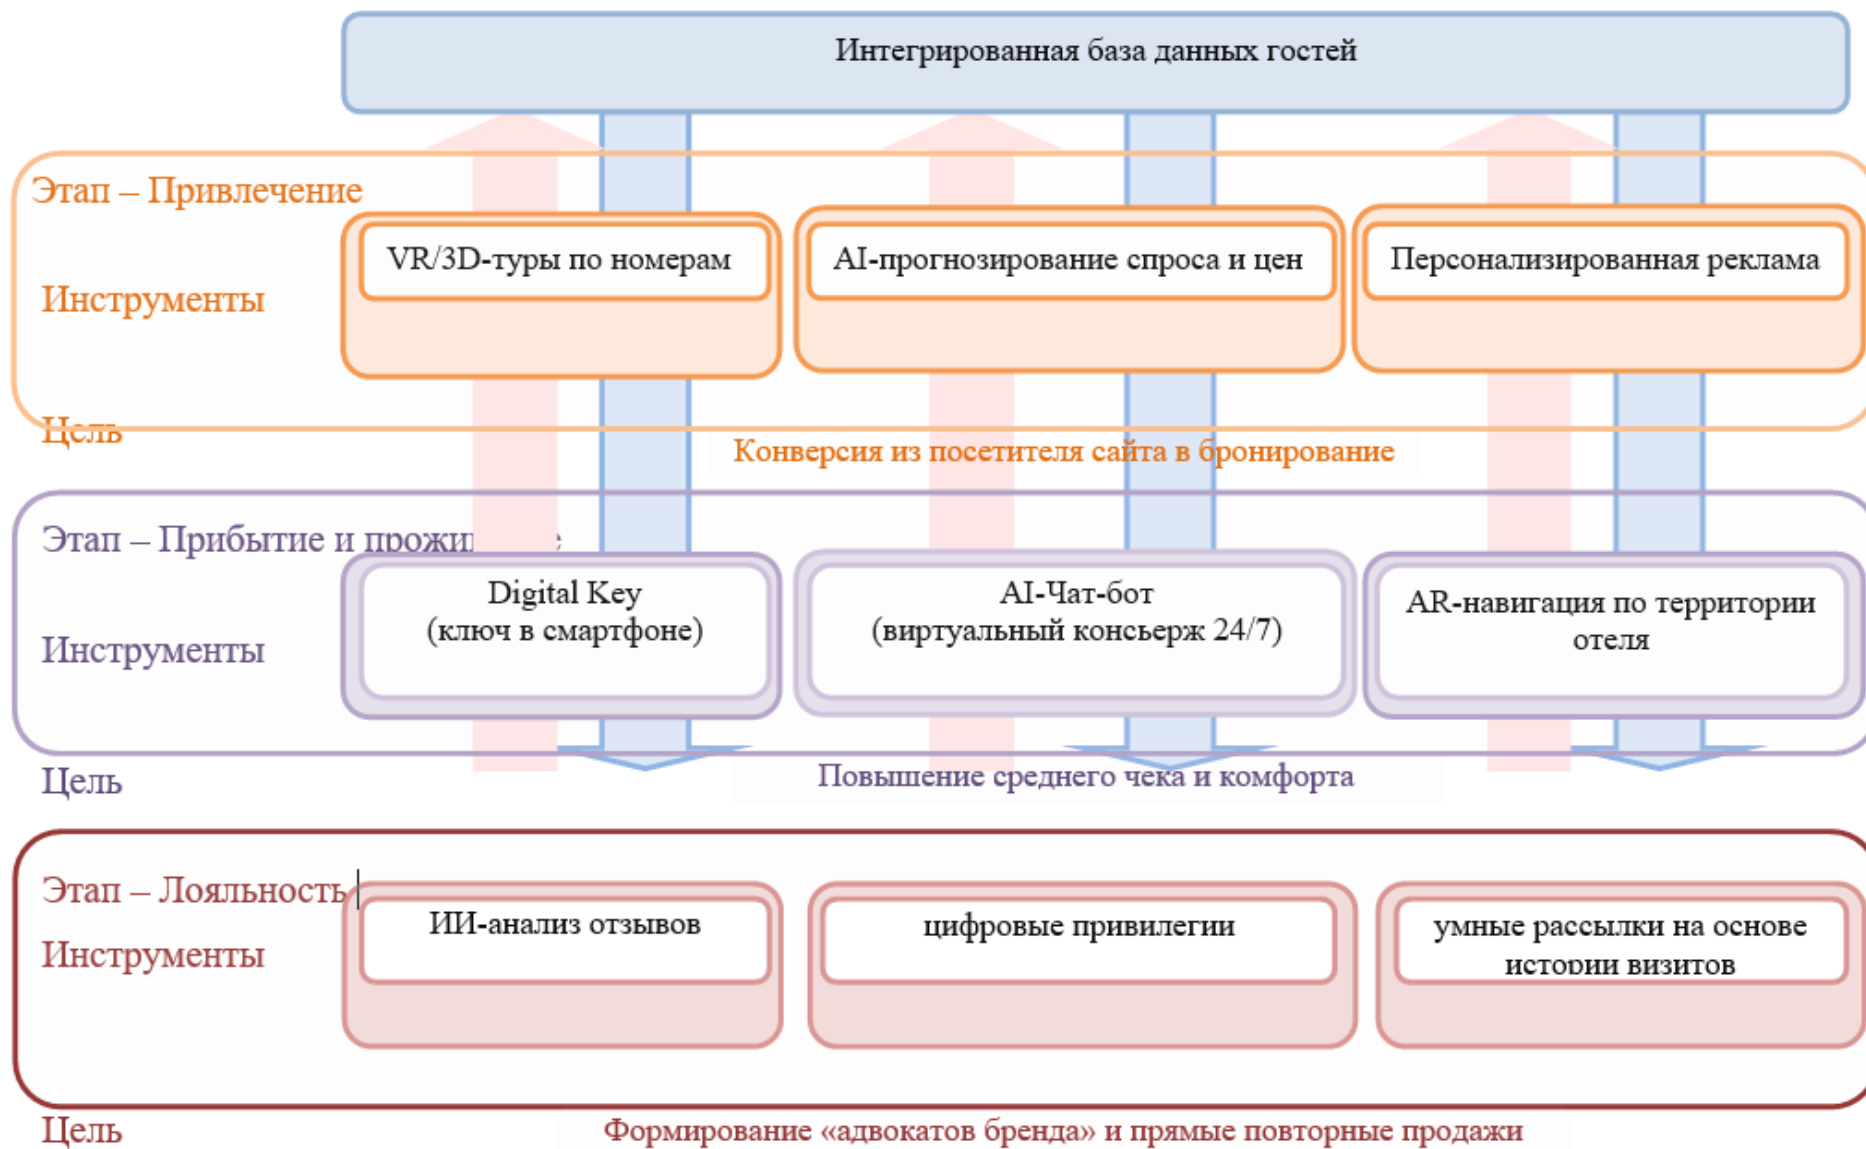 Интегрированная база данных гостей
Этап – Привлечение
VR/3D-туры по номерам
AI-прогнозирование спроса и цен
Персонализированная реклама
Инструменты
Цель
Конверсия из посетителя сайта в бронирование
Этап – Прибытие и
Digital Key
(ключ в смартфоне)
AI-Чат-бот
(виртуальный консьерж 24/7)
AR-навигация по территории
отеля
Инструменты
Цель
Повышение среднего чека и комфорта
Этап – Лояльность
ИИ-анализ отзывов
цифровые привилегии
умные рассылки на основе
истории визитов
Инструменты
Цель
Формирование «адвокатов бренда» и прямые повторные продажи